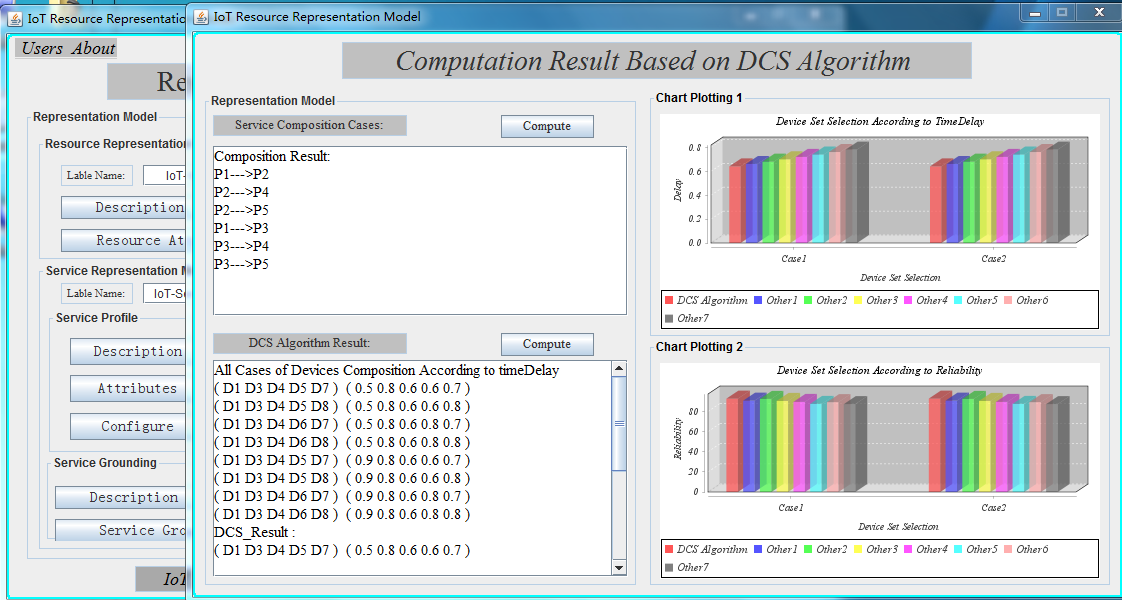 IoT Resource Representatio
Users About
Re
Representation Model
Resource Representation
Lable Name:
IoT-
Description
Resource At
Service Representation M
Lable Name:
IoT-Se
Service Profile
Description
Attributes
Configure
Service Grounding
Description
Service Gro
IoT
IoT Resource Representation Model
Computation Result Based on DCS Algorithm
Representation Model
Service Composition Cases:
Compute
Composition Result:
P1--->P2
P2--->P4
P2--->P5
P1--->P3
P3--->P4
P3--->P5
DCS Algorithm Result:
Compute
All Cases of Devices Composition According to timeDelay
( D1 D3 D4 D5 D7 ) ( 0.5 0.8 0.6 0.6 0.7 )
( D1 D3 D4 D5 D8 ) ( 0.5 0.8 0.6 0.6 0.8 )
( D1 D3 D4 D6 D7 ) ( 0.5 0.8 0.6 0.8 0.7 )
( D1 D3 D4 D6 D8 ) ( 0.5 0.8 0.6 0.8 0.8 )
( D1 D3 D4 D5 D7 ) ( 0.9 0.8 0.6 0.6 0.7 )
( D1 D3 D4 D5 D8 ) ( 0.9 0.8 0.6 0.6 0.8 )
( D1 D3 D4 D6 D7 ) ( 0.9 0.8 0.6 0.8 0.7 )
( D1 D3 D4 D6 D8 ) ( 0.9 0.8 0.6 0.8 0.8 )
DCS_Result :
( D1 D3 D4 D5 D7 ) ( 0.5 0.8 0.6 0.6 0.7 )
Chart Plotting 1
Device Set Selection According to TimeDelay
Delay
0.8
0.6
0.4
0.2
0.0
Case1 Case2
Device Set Selection
DCS Algorithm Other1 Other2 Other3 Other4 Other5 Other6
Other7
Chart Plotting 2
Device Set Selection According to Reliability
Reliability
80
60
40
20
0
Case1 Case2
Device Set Selection
DCS Algorithm Other1 Other2 Other3 Other4 Other5 Other6
Other7